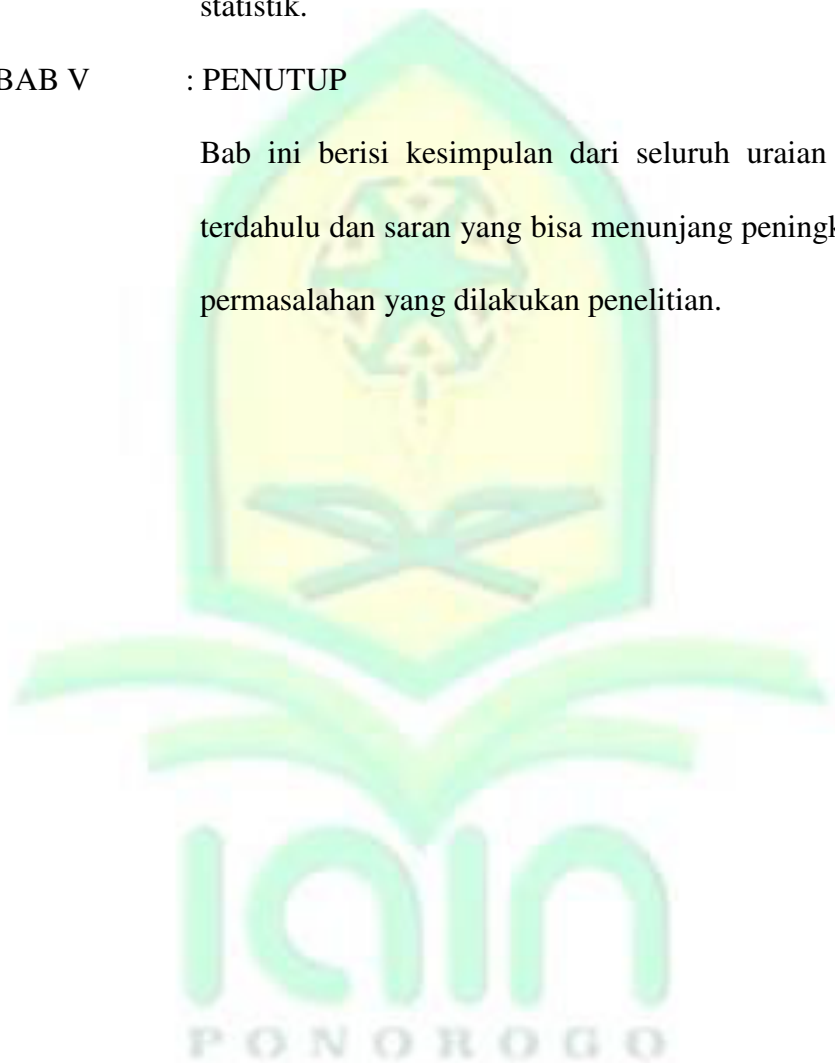 statistik.
BAB V : PENUTUP
Bab ini berisi kesimpulan dari seluruh uraian
terdahulu dan saran yang bisa menunjang
permasalahan yang dilakukan penelitian.
iain
PONOROGO